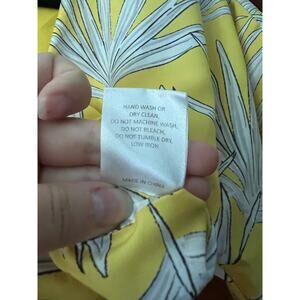 HAND WASH OR
DRY CLEAN,
DO NOT MACHINE WASH,
DO NOT BLEACH,
DO NOT TUMBLE DRY,
LOW IRON
MADE IN CHINA